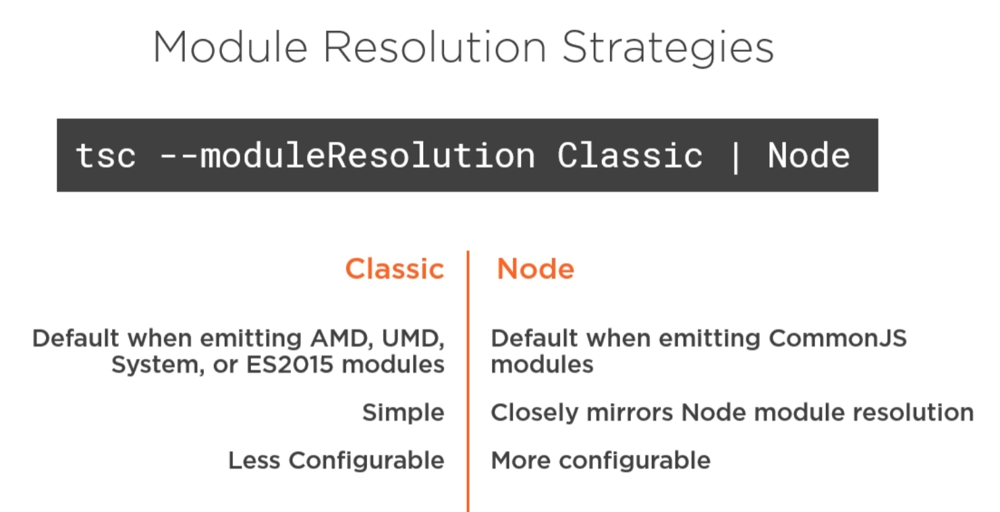 Module Resolution Strategies
tsc --moduleResolution Classic | Node
Classic
Default when emitting AMD, UMD,
System, or ES2015 modules
Simple
Less Configurable
Node
Default when emitting CommonJS
modules
Closely mirrors Node module resolution
More configurable